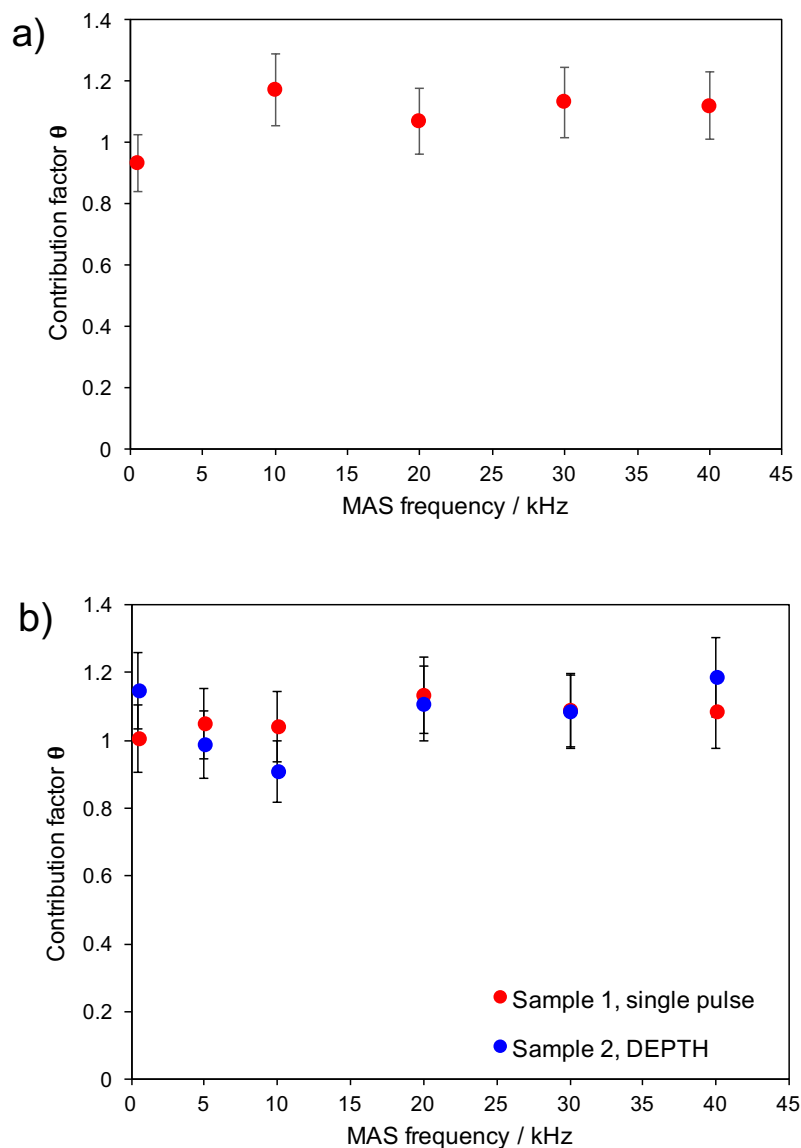 a)
1.4
1.2
1
0.8
0.6
0.4
0.2
0
Contribution factor θ
0 5 10 15 20 25 30 35 40 45
MAS frequency / kHz
b)
1.4
1.2
1
0.8
0.6
0.4
0.2
0
Contribution factor θ
Sample 1, single pulse
Sample 2, DEPTH
0 5 10 15 20 25 30 35 40 45
MAS frequency / kHz